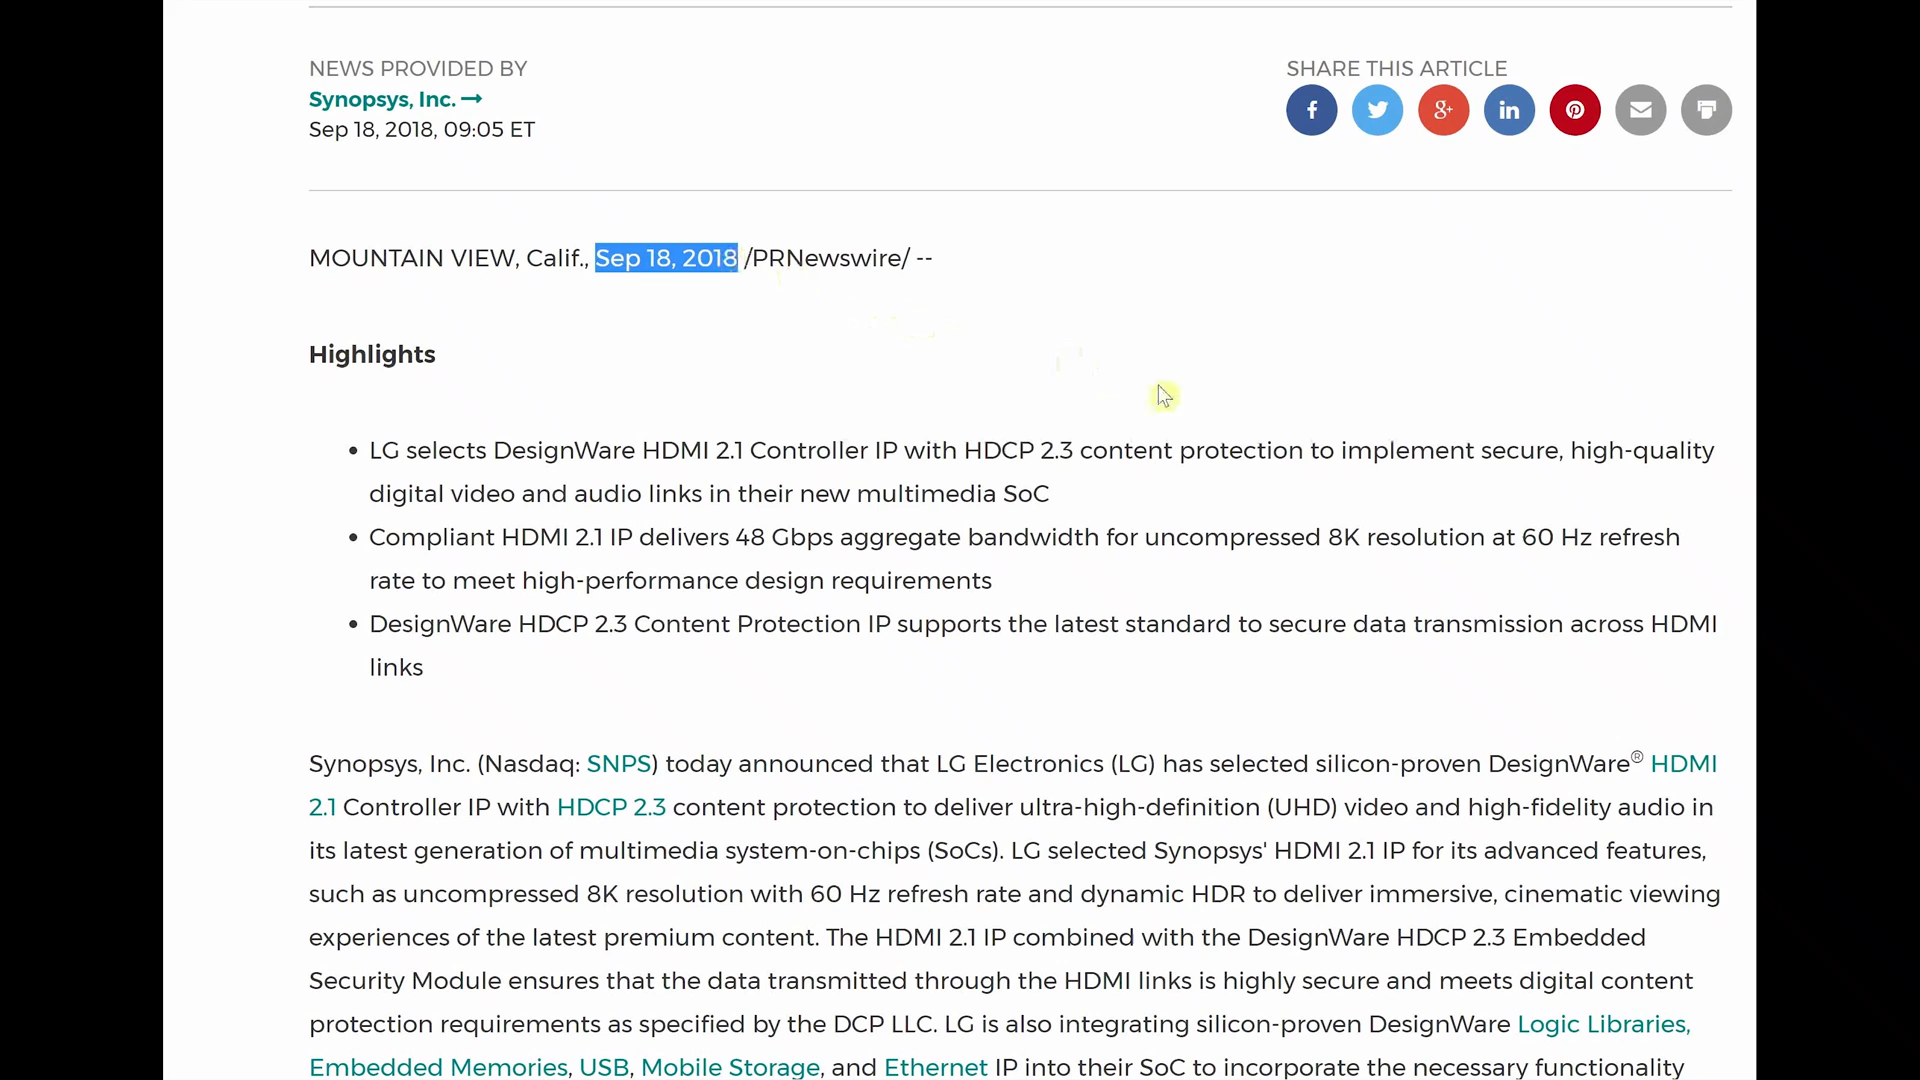 NEWS PROVIDED BY
Synopsys, Inc. →
Sep 18, 2018, 09:05 ET
SHARE THIS ARTICLE
MOUNTAIN VIEW, Calif., Sep 18, 2018 /PRNewswire/ --
Highlights
• LG selects DesignWare HDMI 2.1 Controller IP with HDCP 2.3 content protection to implement secure, high-quality
digital video and audio links in their new multimedia SoC
• Compliant HDMI 2.1 IP delivers 48 Gbps aggregate bandwidth for uncompressed 8K resolution at 60 Hz refresh
rate to meet high-performance design requirements
• DesignWare HDCP 2.3 Content Protection IP supports the latest standard to secure data transmission across HDMI
links
Synopsys, Inc. (Nasdaq: SNPS) today announced that LG Electronics (LG) has selected silicon-proven DesignWare® HDMI
2.1 Controller IP with HDCP 2.3 content protection to deliver ultra-high-definition (UHD) video and high-fidelity audio in
its latest generation of multimedia system-on-chips (SoCs). LG selected Synopsys' HDMI 2.1 IP for its advanced features,
such as uncompressed 8K resolution with 60 Hz refresh rate and dynamic HDR to deliver immersive, cinematic viewing
experiences of the latest premium content. The HDMI 2.1 IP combined with the DesignWare HDCP 2.3 Embedded
Security Module ensures that the data transmitted through the HDMI links is highly secure and meets digital content
protection requirements as specified by the DCP LLC. LG is also integrating silicon-proven DesignWare Logic Libraries,
Embedded Memories, USB, Mobile Storage, and Ethernet IP into their SoC to incorporate the necessary functionality